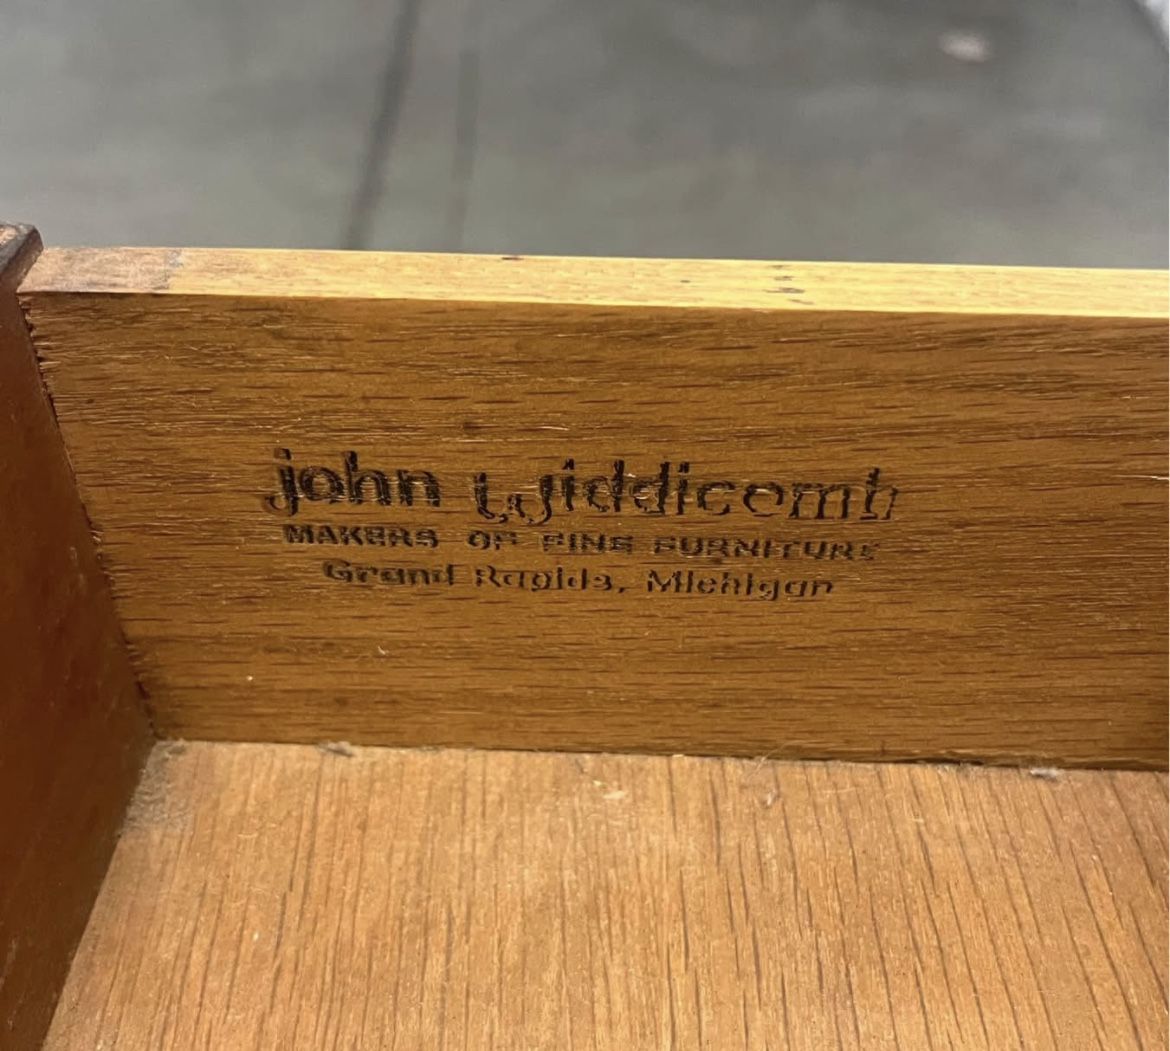 john widdicomb
MAKERS OF FINE FURNITURE
Grand Rapids, Michigan